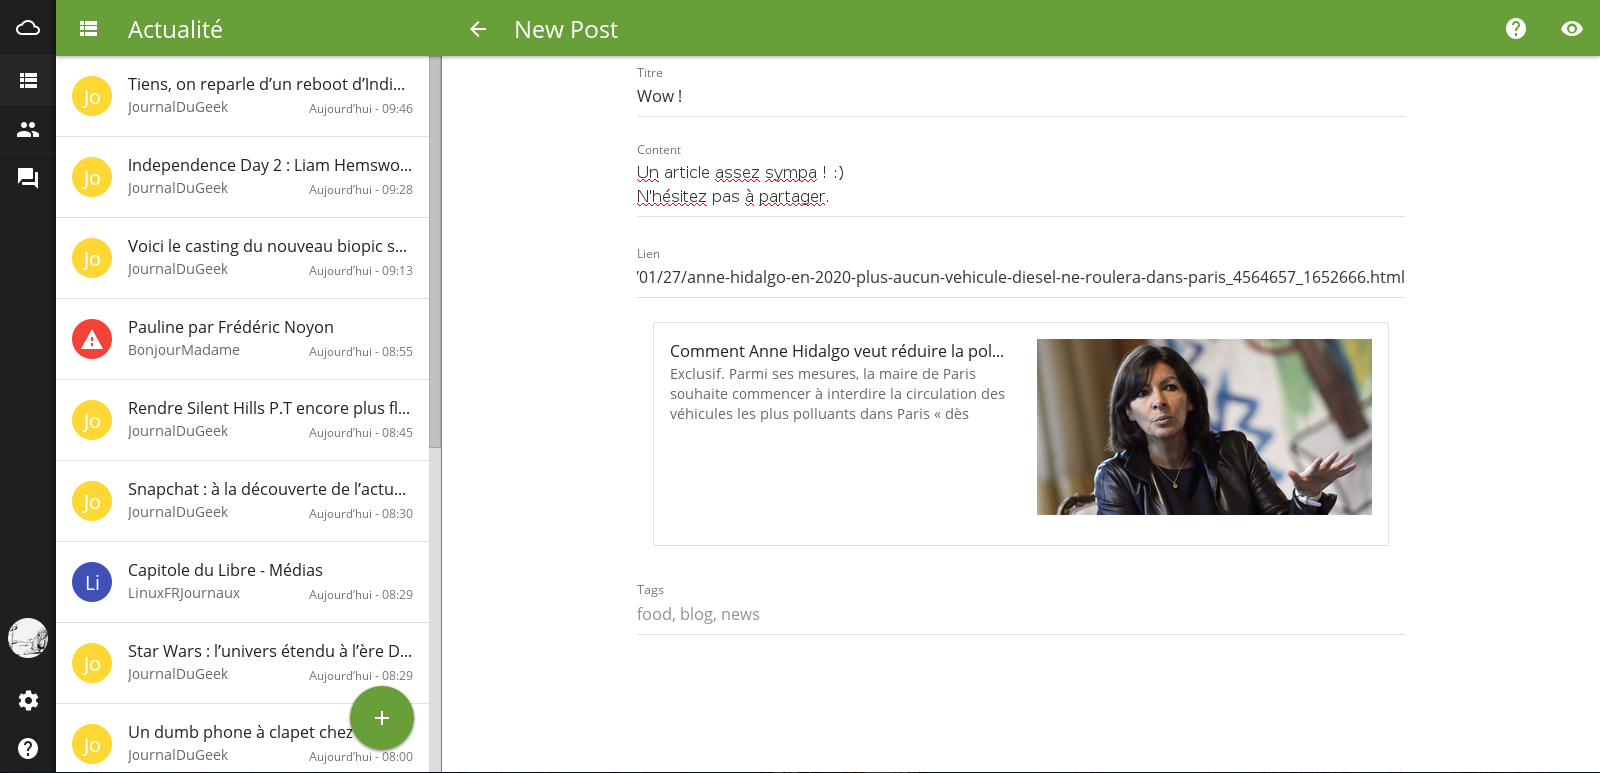 Actualité
New Post
Jo
Tiens, on reparle d’un reboot d’Indi...
JournalDuGeek
Aujourd’hui - 09:46
Jo
Independence Day 2 : Liam Hemswo...
JournalDuGeek
Aujourd’hui - 09:28
Jo
Voici le casting du nouveau biopic s...
JournalDuGeek
Aujourd’hui - 09:13
Pauline par Frédéric Noyon
BonjourMadame
Aujourd’hui - 08:55
Jo
Rendre Silent Hills P.T encore plus fl...
JournalDuGeek
Aujourd’hui - 08:45
Jo
Snapchat : à la découverte de l’actu...
JournalDuGeek
Aujourd’hui - 08:30
Li
Capitole du Libre - Médias
LinuxFRJournaux
Aujourd’hui - 08:29
Jo
Star Wars : l’univers étendu à l’ère D...
JournalDuGeek
Aujourd’hui - 08:29
Jo
Un dumb phone à clapet chez
JournalDuGeek
Aujourd’hui - 08:00
Titre
Wow !
Content
Un article assez sympa ! :)
N'hésitez pas à partager.
Lien
/01/27/anne-hidalgo-en-2020-plus-aucun-vehicule-diesel-ne-roulera-dans-paris_4564657_1652666.html
Comment Anne Hidalgo veut réduire la pol...
Exclusif. Parmi ses mesures, la maire de Paris
souhaite commencer à interdire la circulation des
véhicules les plus polluants dans Paris « dès
Tags
food, blog, news